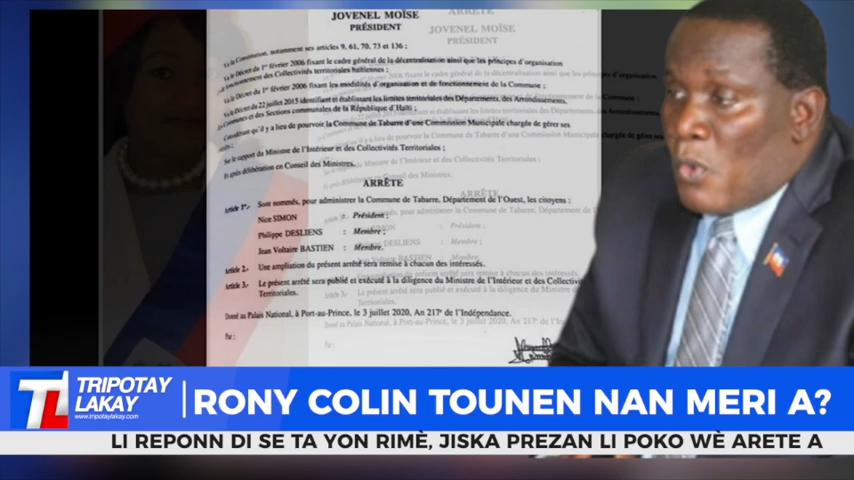 JOVENEL MOÏSE
PRÉSIDENT
ARRÊTÉ
JOVENEL MOÏSE
PRÉSIDENT
Vu la Constitution, notamment ses articles 9, 61, 70, 73 et 136 ;
Vu le Décret du 1er février 2006 fixant le cadre général de la décentralisation ainsi que les principes d'organisation
et de fonctionnement des Collectivités territoriales haïtiennes ;
Vu le Décret du 1er février 2006 fixant les modalités d'organisation et de fonctionnement de la Commune ;
Vu le Décret du 22 juillet 2015 identifiant et établissant les limites territoriales des Départements, des Arrondissements,
des Communes et des Sections communales de la République d'Haïti ;
Considérant qu'il y a lieu de pourvoir la Commune de Tabarre d'une Commission Municipale chargée de gérer ses
Sur le rapport du Ministre de l'Intérieur et des Collectivités Territoriales ;
Et après délibération en Conseil des Ministres.
ARRÊTE
Article 1er.- Sont nommés, pour administrer la Commune de Tabarre, Département de l'Ouest, les citoyens :
Nice SIMON : Président ;
Philippe DESLIENS : Membre ;
Jean Voltaire BASTIEN : Membre.
Article 2.- Une ampliation du présent arrêté sera remise à chacun des intéressés.
Article 3.- Le présent arrêté sera publié et exécuté à la diligence du Ministre de l'Intérieur et des Collectivités
Territoriales.
Donné au Palais National, à Port-au-Prince, le 3 juillet 2020, An 217e de l'Indépendance.
Par :
TL TRIPOTAY LAKAY
www.tripotaylakay.com
RONY COLIN TOUNEN NAN MERI A?
LI REPONN DI SE TA YON RIMÈ, JISKA PREZAN LI POKO WÈ ARETE A